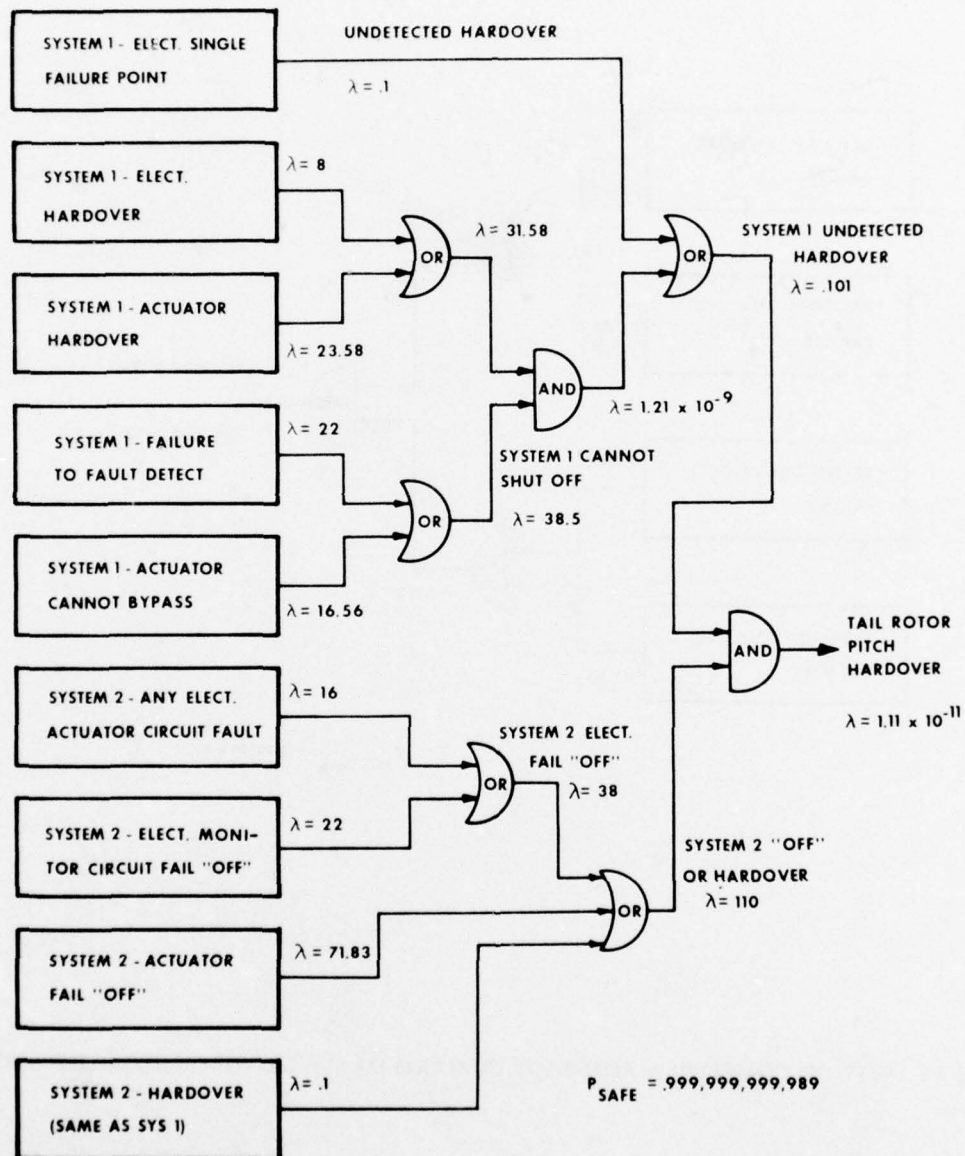 SYSTEM 1 - ELECT. SINGLE
FAILURE POINT
UNDETECTED HARDOVER
λ = .1
SYSTEM 1 - ELECT.
HARDOVER
λ = 8
OR
λ = 31.58
OR
SYSTEM 1 UNDETECTED
HARDOVER
λ = .101
SYSTEM 1 - ACTUATOR
HARDOVER
λ = 23.58
AND
λ = 1.21 x 10⁻⁹
SYSTEM 1 - FAILURE
TO FAULT DETECT
λ = 22
OR
SYSTEM 1 CANNOT
SHUT OFF
λ = 38.5
SYSTEM 1 - ACTUATOR
CANNOT BYPASS
λ = 16.56
AND
TAIL ROTOR
PITCH
HARDOVER
λ = 1.11 x 10⁻¹¹
SYSTEM 2 - ANY ELECT.
ACTUATOR CIRCUIT FAULT
λ = 16
OR
SYSTEM 2 ELECT.
FAIL "OFF"
λ = 38
SYSTEM 2 - ELECT. MONI-
TOR CIRCUIT FAIL "OFF"
λ = 22
SYSTEM 2 "OFF"
OR HARDOVER
λ = 110
OR
SYSTEM 2 - ACTUATOR
FAIL "OFF"
λ = 71.83
SYSTEM 2 - HARDOVER
(SAME AS SYS 1)
λ = .1
P SAFE = .999,999,999,989